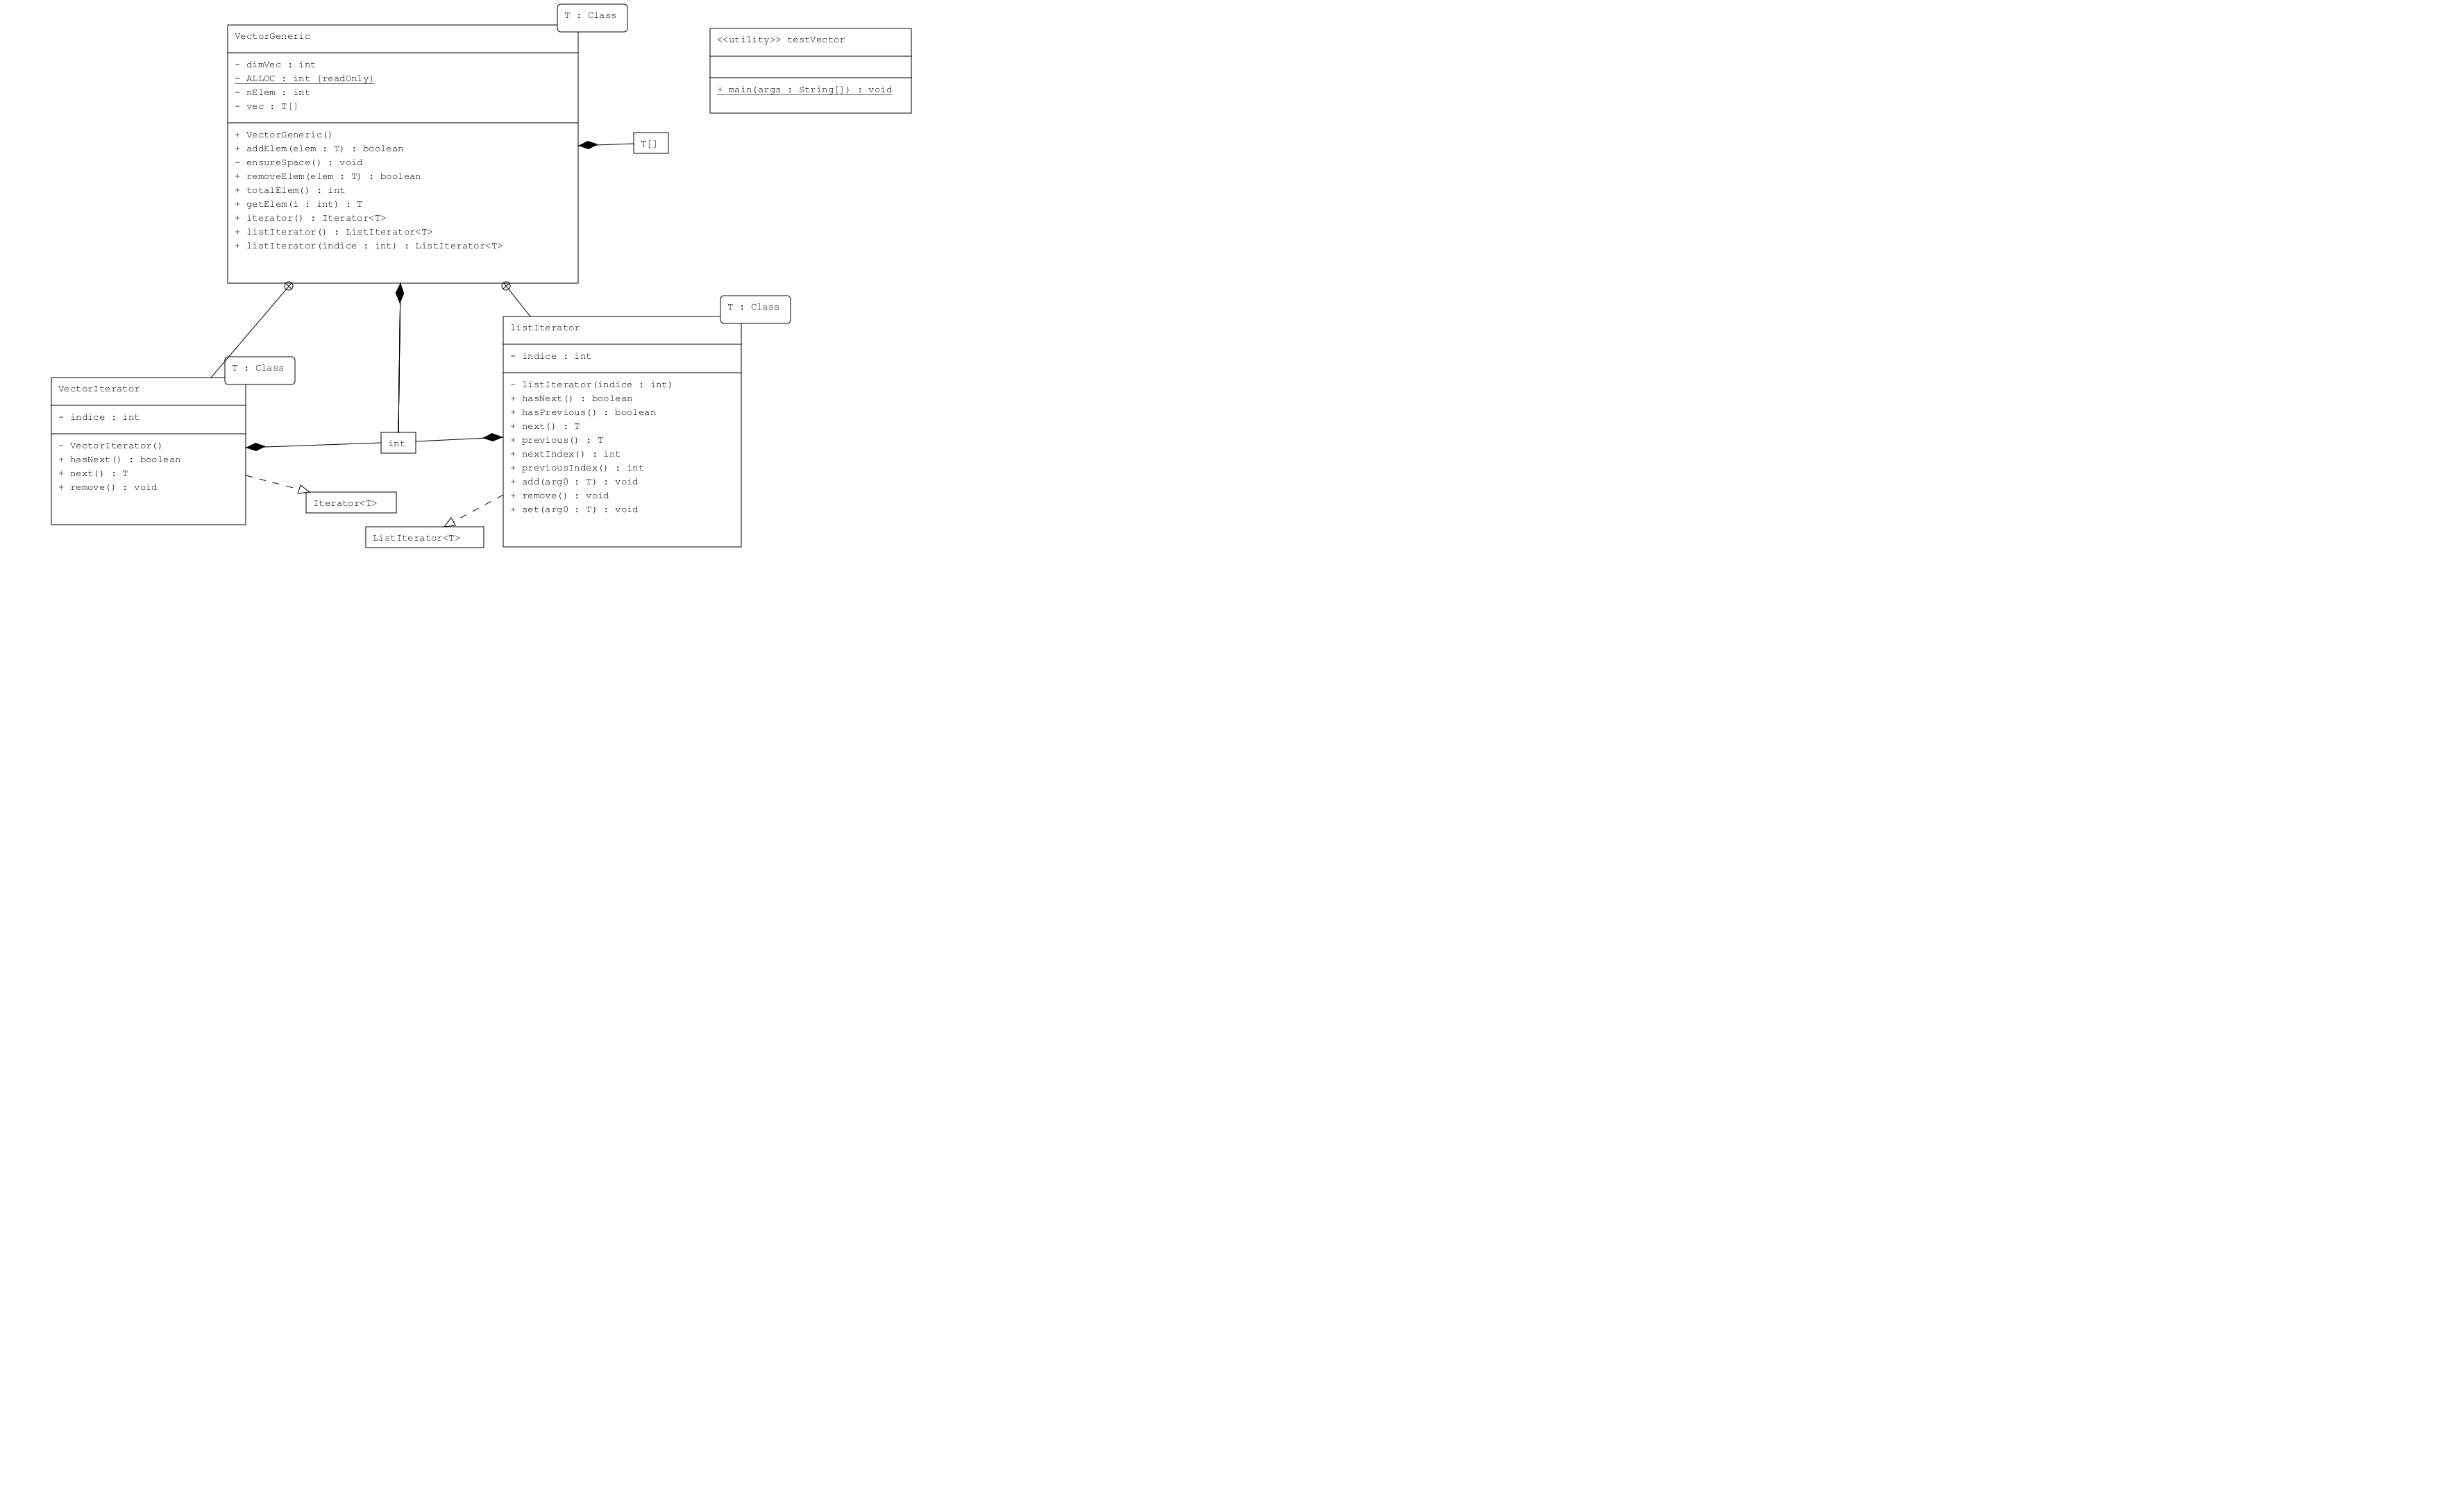 T : Class
VectorGeneric
- dimVec : int
- ALLOC : int {readOnly}
- nElem : int
- vec : T[]
+ VectorGeneric()
+ addElem(elem : T) : boolean
- ensureSpace() : void
+ removeElem(elem : T) : boolean
+ totalElem() : int
+ getElem(i : int) : T
+ iterator() : Iterator<T>
+ listIterator() : ListIterator<T>
+ listIterator(indice : int) : ListIterator<T>
<<utility>> testVector
+ main(args : String[]) : void
T[]
T : Class
listIterator
- indice : int
~ listIterator(indice : int)
+ hasNext() : boolean
+ hasPrevious() : boolean
+ next() : T
+ previous() : T
+ nextIndex() : int
+ previousIndex() : int
+ add(arg0 : T) : void
+ remove() : void
+ set(arg0 : T) : void
T : Class
VectorIterator
- indice : int
~ VectorIterator()
+ hasNext() : boolean
+ next() : T
+ remove() : void
int
Iterator<T>
ListIterator<T>